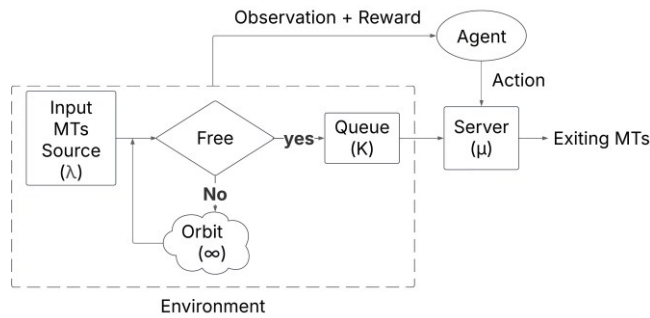 Observation + Reward
Agent
Action
Input
MTs
Source
(λ)
Free
yes
Queue
(K)
Server
(μ)
Exiting MTs
No
Orbit
(∞)
Environment